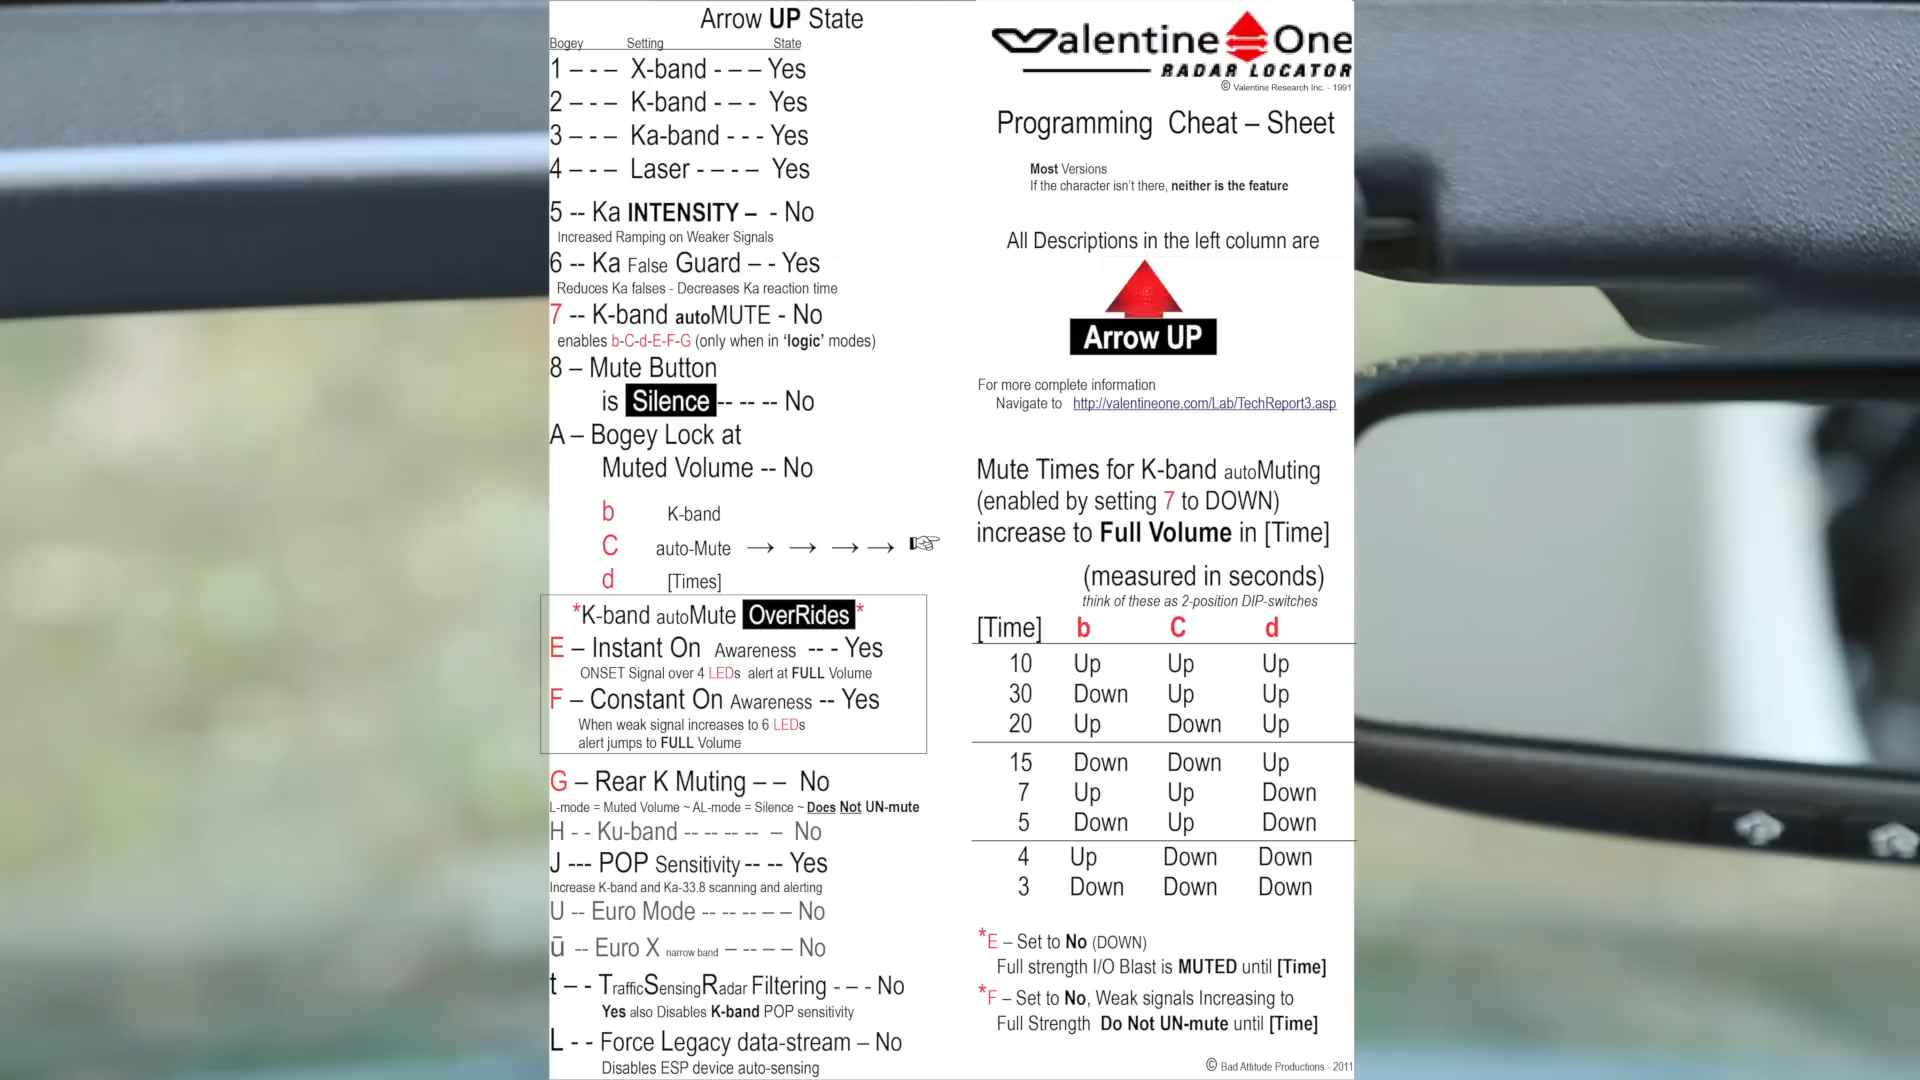 Arrow UP State
Bogey Setting State
1 – - – X-band - – – Yes
2 – – – K-band - – - Yes
3 – - – Ka-band - - - Yes
4 – - – Laser - – - – Yes
5 -- Ka INTENSITY – - No
Increased Ramping on Weaker Signals
6 -- Ka False Guard – - Yes
Reduces Ka falses - Decreases Ka reaction time
7 -- K-band autoMUTE - No
enables b-C-d-E-F-G (only when in ‘logic’ modes)
8 – Mute Button
is Silence -- -- -- No
A – Bogey Lock at
Muted Volume -- No
b K-band
C auto-Mute → → → → ☞
d [Times]
*K-band autoMute OverRides*
E – Instant On Awareness -- - Yes
ONSET Signal over 4 LEDs alert at FULL Volume
F – Constant On Awareness -- Yes
When weak signal increases to 6 LEDs
alert jumps to FULL Volume
G – Rear K Muting – – No
L-mode = Muted Volume ~ AL-mode = Silence ~ Does Not UN-mute
H - - Ku-band -- -- -- -- – No
J --- POP Sensitivity -- -- Yes
Increase K-band and Ka-33.8 scanning and alerting
U -- Euro Mode -- -- -- – – No
ū -- Euro X narrow band – -- -- – No
t – - TrafficSensingRadar Filtering - – - No
Yes also Disables K-band POP sensitivity
L - - Force Legacy data-stream – No
Disables ESP device auto-sensing
Valentine One
RADAR LOCATOR
© Valentine Research Inc. - 1991
Programming Cheat – Sheet
Most Versions
If the character isn't there, neither is the feature
All Descriptions in the left column are
Arrow UP
For more complete information
Navigate to http://valentineone.com/Lab/TechReport3.asp
Mute Times for K-band autoMuting
(enabled by setting 7 to DOWN)
increase to Full Volume in [Time]
(measured in seconds)
think of these as 2-position DIP-switches
[Time] b C d
10 Up Up Up
30 Down Up Up
20 Up Down Up
15 Down Down Up
7 Up Up Down
5 Down Up Down
4 Up Down Down
3 Down Down Down
*E – Set to No (DOWN)
Full strength I/O Blast is MUTED until [Time]
*F – Set to No, Weak signals Increasing to
Full Strength Do Not UN-mute until [Time]
© Bad Attitude Productions - 2011